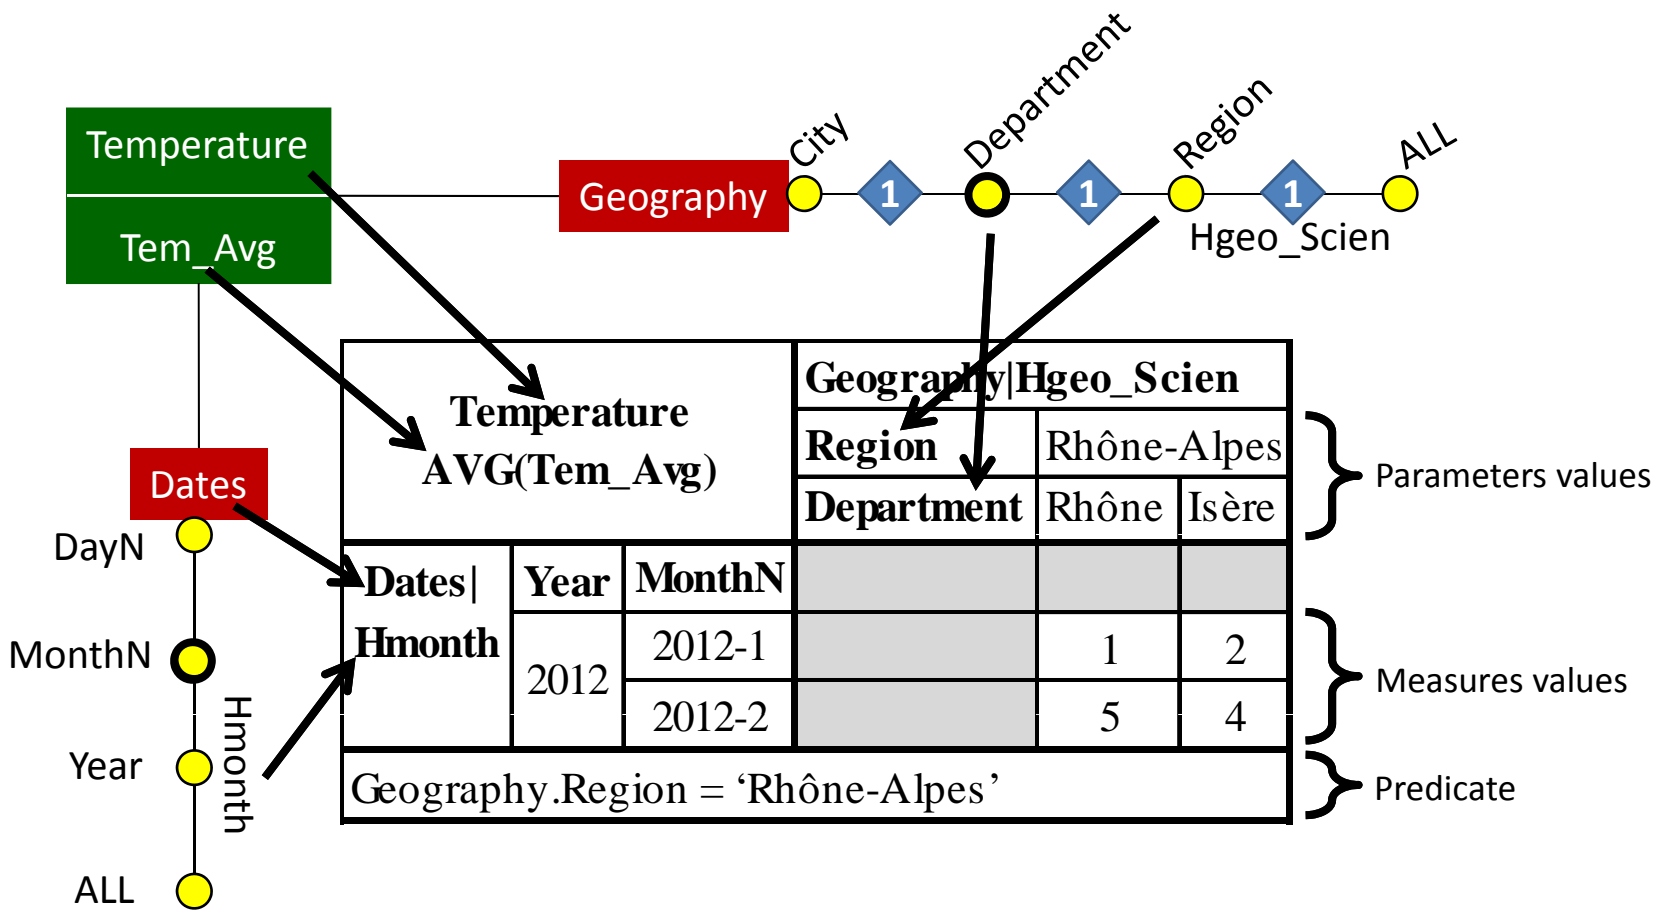 City
Department
Region
ALL
Temperature
Geography
1
1
1
Hgeo_Scien
Tem_Avg
Geography|Hgeo_Scien
Temperature
AVG(Tem_Avg)
Region
Rhône-Alpes
Parameters values
Department
Rhône
Isère
Dates
DayN
Dates|
Hmonth
Year
MonthN
2012
2012-1
1
2
Measures values
2012-2
5
4
MonthN
Hmonth
Year
ALL
Geography.Region = ‘Rhône-Alpes’
Predicate